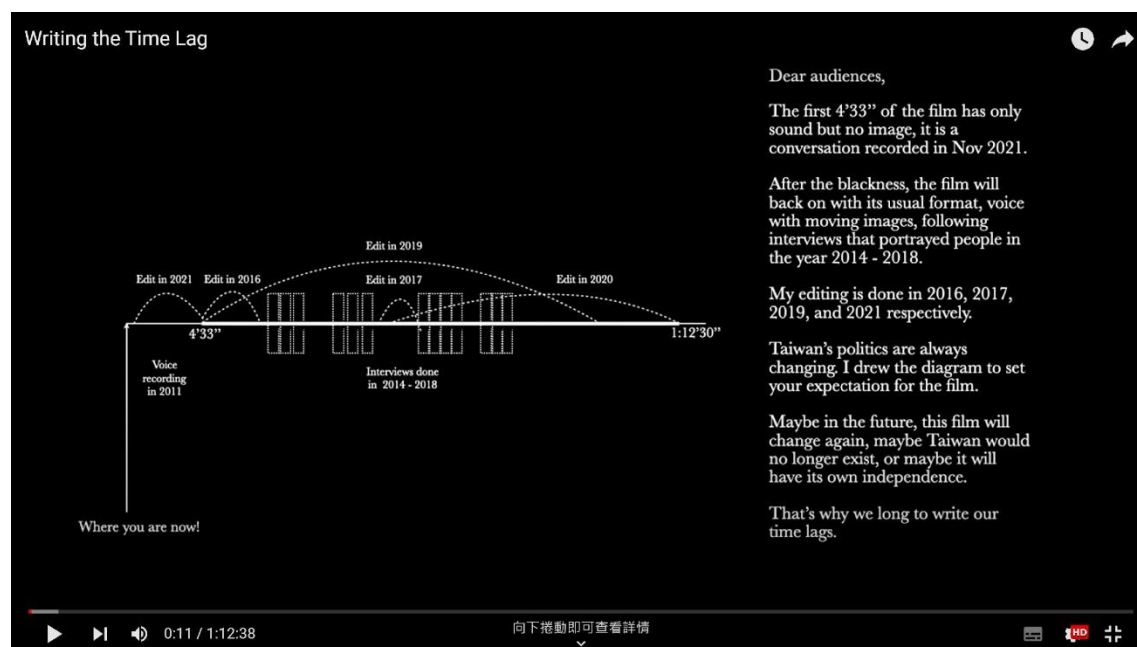 Writing the Time Lag
Dear audiences,
The first 4’33’’ of the film has only
sound but no image, it is a
conversation recorded in Nov 2021.
After the blackness, the film will
back on with its usual format, voice
with moving images, following
interviews that portrayed people in
the year 2014 - 2018.
My editing is done in 2016, 2017,
2019, and 2021 respectively.
Taiwan’s politics are always
changing. I drew the diagram to set
your expectation for the film.
Maybe in the future, this film will
change again, maybe Taiwan would
no longer exist, or maybe it will
have its own independence.
That’s why we long to write our
time lags.
Edit in 2019
Edit in 2021
Edit in 2016
Edit in 2017
Edit in 2020
4’33’’
1:12’30’’
Voice
recording
in 2011
Interviews done
in 2014 - 2018
Where you are now!
0:11 / 1:12:38
向下捲動即可查看詳情
HD